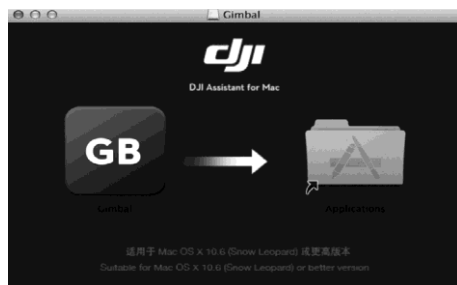 Gimbal
dji
DJI Assistant for Mac
GB
Gimbal
Applications
适用于 Mac OS X 10.6 (Snow Leopard) 或更高版本
Suitable for Mac OS X 10.6 (Snow Leopard) or better version